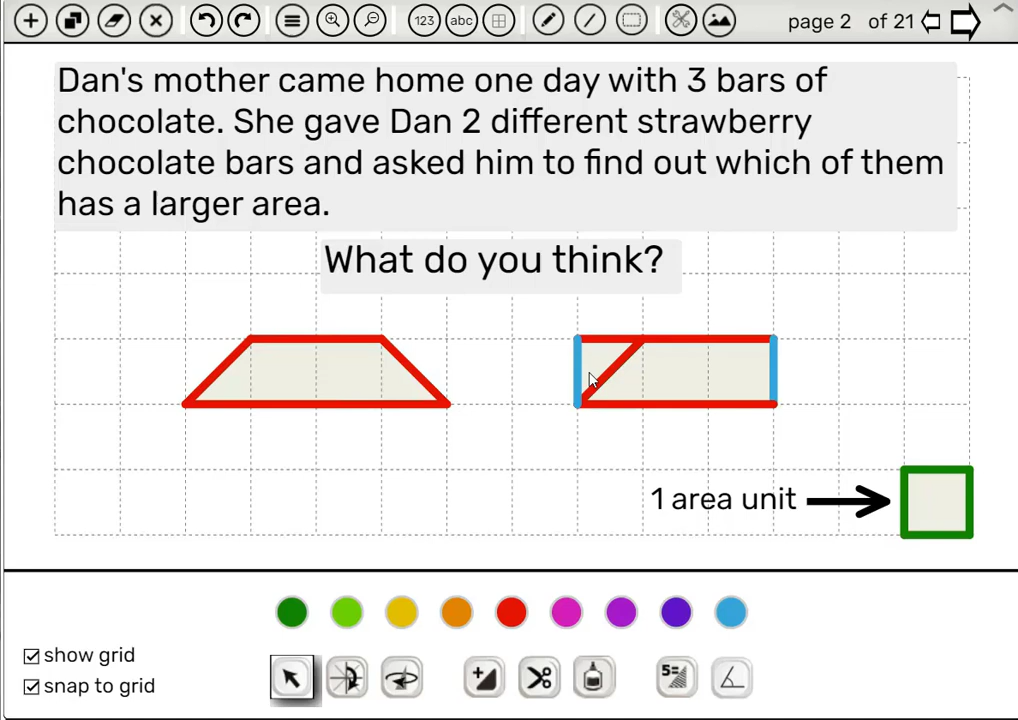 123 abc page 2 of 21
Dan's mother came home one day with 3 bars of
chocolate. She gave Dan 2 different strawberry
chocolate bars and asked him to find out which of them
has a larger area.
What do you think?
1 area unit
show grid
snap to grid
5=